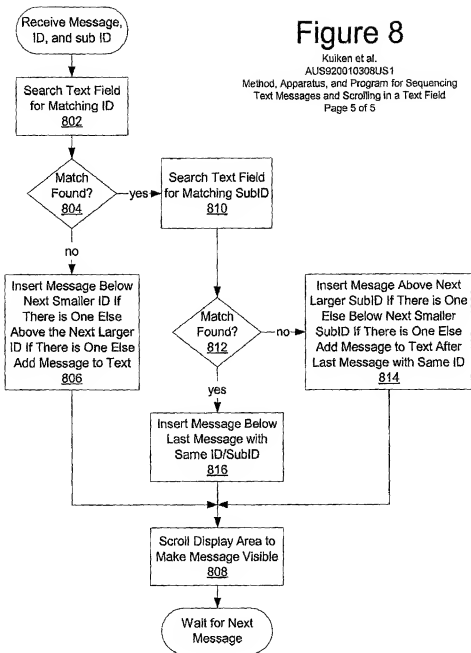 Receive Message,
ID, and sub ID
Figure 8
Kuiken et al.
AUS920010308US1
Method, Apparatus, and Program for Sequencing
Text Messages and Scrolling in a Text Field
Page 5 of 5
Search Text Field
for Matching ID
802
Match
Found?
804
yes
Search Text Field
for Matching SubID
810
no
Insert Message Below
Next Smaller ID If
There is One Else
Above the Next Larger
ID If There is One Else
Add Message to Text
806
Match
Found?
812
no
Insert Mesage Above Next
Larger SubID If There is One
Else Below Next Smaller
SubID If There is One Else
Add Message to Text After
Last Message with Same ID
814
yes
Insert Message Below
Last Message with
Same ID/SubID
816
Scroll Display Area to
Make Message Visible
808
Wait for Next
Message